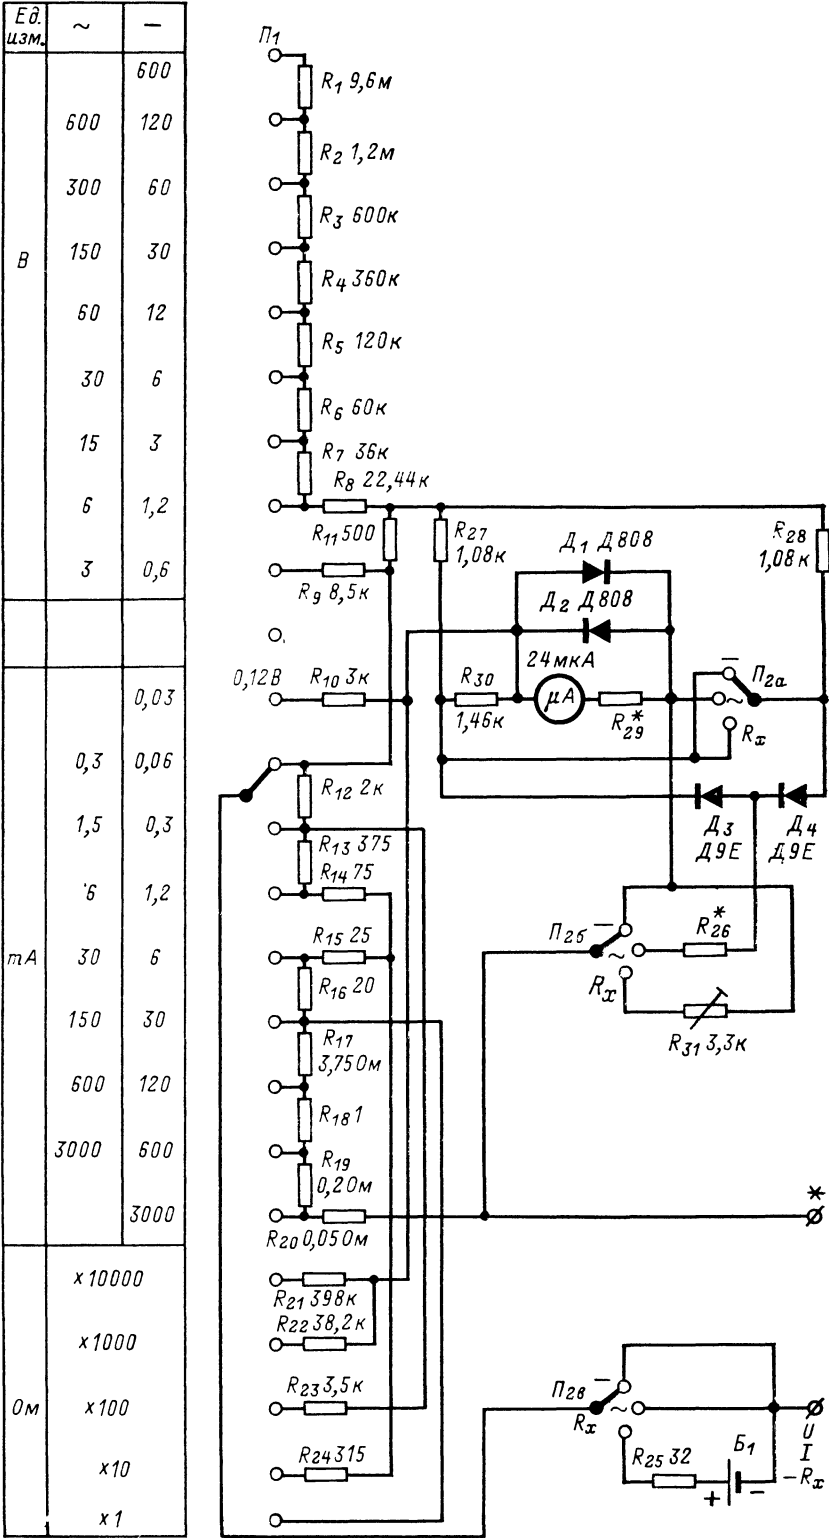 Ед. изм. ~ —
П1
600
R1 9,6м
600 120
R2 1,2м
300 60
R3 600к
В
150 30
R4 360к
60 12
R5 120к
30 6
R6 60к
15 3
R7 36к
R8 22,44к
6 1,2
R11 500
R27 1,08к
Д1 Д808
R28 1,08к
3 0,6
R9 8,5к
Д2 Д808
24мкА
0,12В
R10 3к
0,03
R30 1,46к
μA
R29*
—
П2а
~
Rx
0,3 0,06
R12 2к
1,5 0,3
R13 375
Д3 Д9Е
Д4 Д9Е
R14 75
6 1,2
П2б
—
~
R26*
Rx
mA
R15 25
30 6
R16 20
150 30
R31 3,3к
R17 3,75Ом
600 120
R18 1
3000 600
R19 0,2Ом
*
3000
R20 0,05Ом
×10000
R21 398к
R22 38,2к
×1000
Ом
×100
R23 3,5к
П2в
—
~
Rx
U
I
—Rx
R24 315
×10
R25 32
Б1
+ —
×1